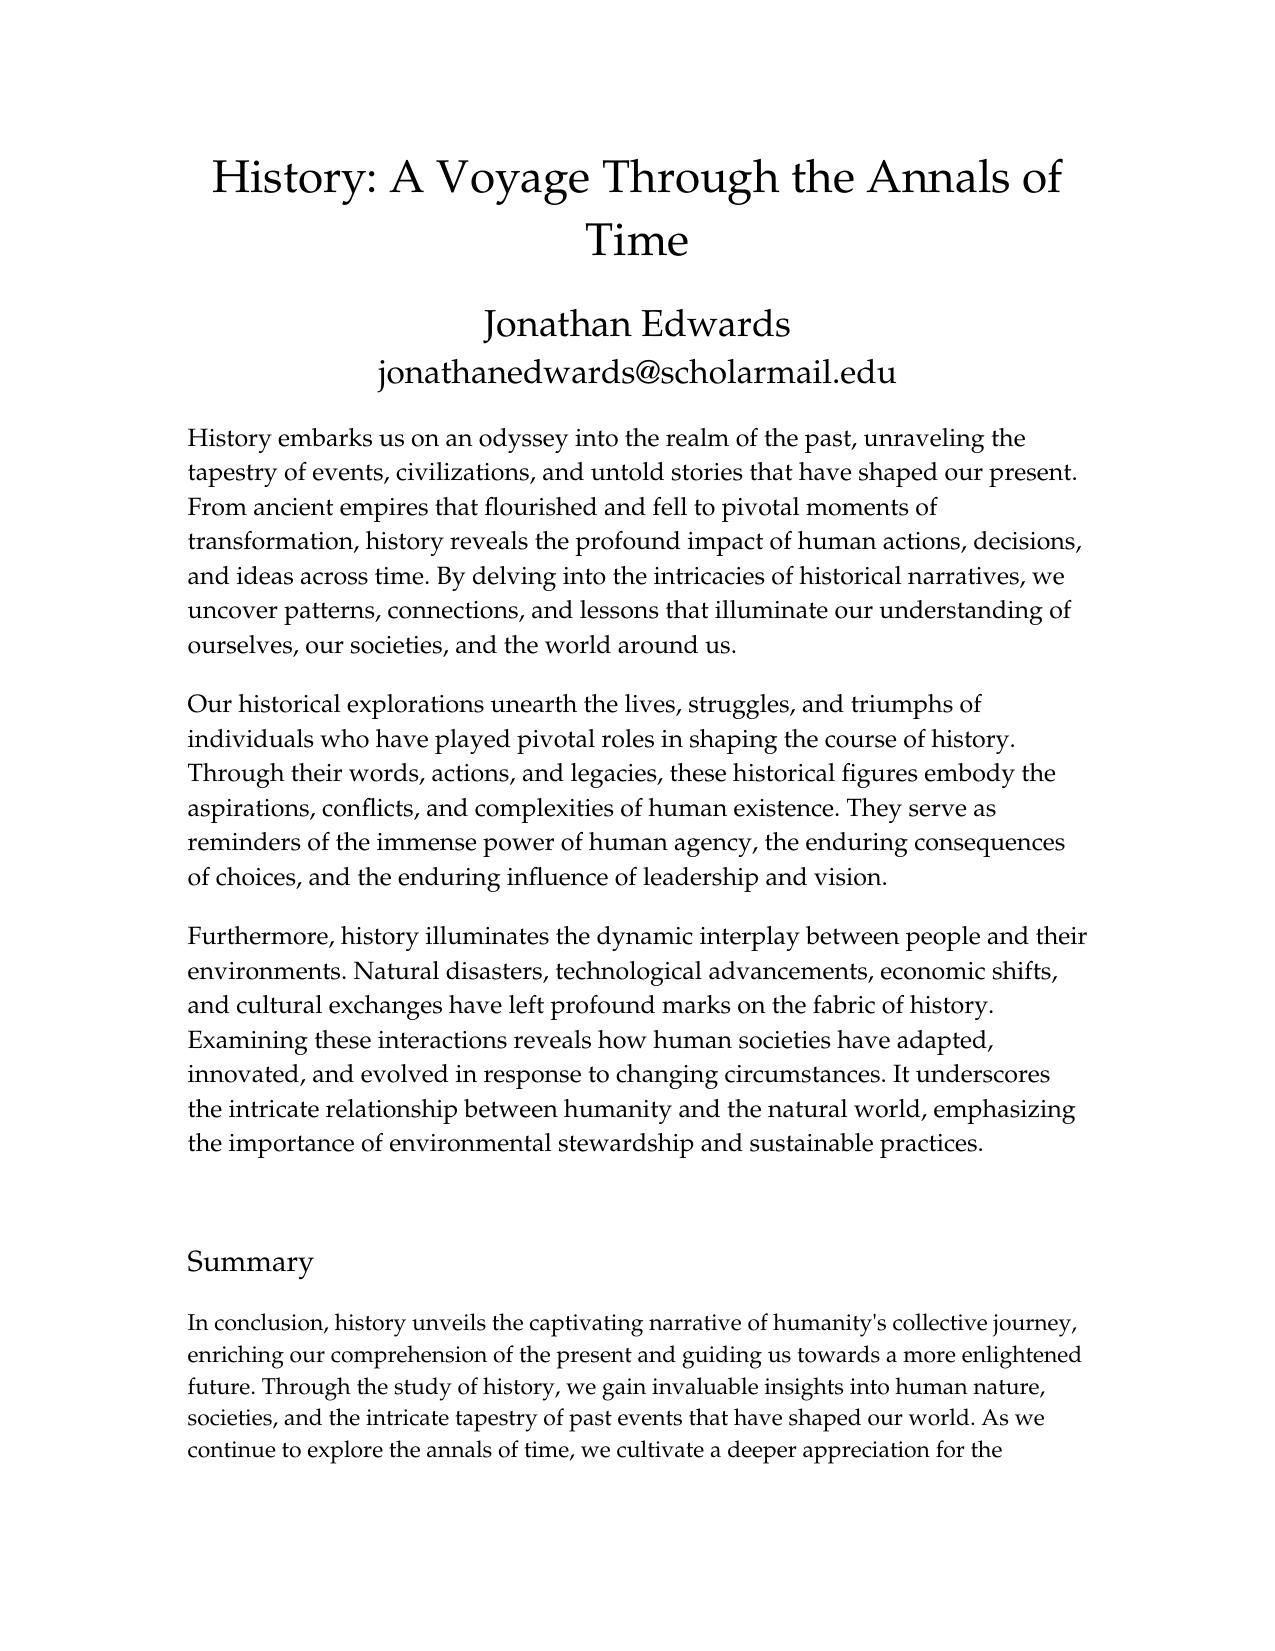 History: A Voyage Through the Annals of
Time
Jonathan Edwards
jonathanedwards@scholarmail.edu
History embarks us on an odyssey into the realm of the past, unraveling the
tapestry of events, civilizations, and untold stories that have shaped our present.
From ancient empires that flourished and fell to pivotal moments of
transformation, history reveals the profound impact of human actions, decisions,
and ideas across time. By delving into the intricacies of historical narratives, we
uncover patterns, connections, and lessons that illuminate our understanding of
ourselves, our societies, and the world around us.
Our historical explorations unearth the lives, struggles, and triumphs of
individuals who have played pivotal roles in shaping the course of history.
Through their words, actions, and legacies, these historical figures embody the
aspirations, conflicts, and complexities of human existence. They serve as
reminders of the immense power of human agency, the enduring consequences
of choices, and the enduring influence of leadership and vision.
Furthermore, history illuminates the dynamic interplay between people and their
environments. Natural disasters, technological advancements, economic shifts,
and cultural exchanges have left profound marks on the fabric of history.
Examining these interactions reveals how human societies have adapted,
innovated, and evolved in response to changing circumstances. It underscores
the intricate relationship between humanity and the natural world, emphasizing
the importance of environmental stewardship and sustainable practices.
Summary
In conclusion, history unveils the captivating narrative of humanity's collective journey,
enriching our comprehension of the present and guiding us towards a more enlightened
future. Through the study of history, we gain invaluable insights into human nature,
societies, and the intricate tapestry of past events that have shaped our world. As we
continue to explore the annals of time, we cultivate a deeper appreciation for the